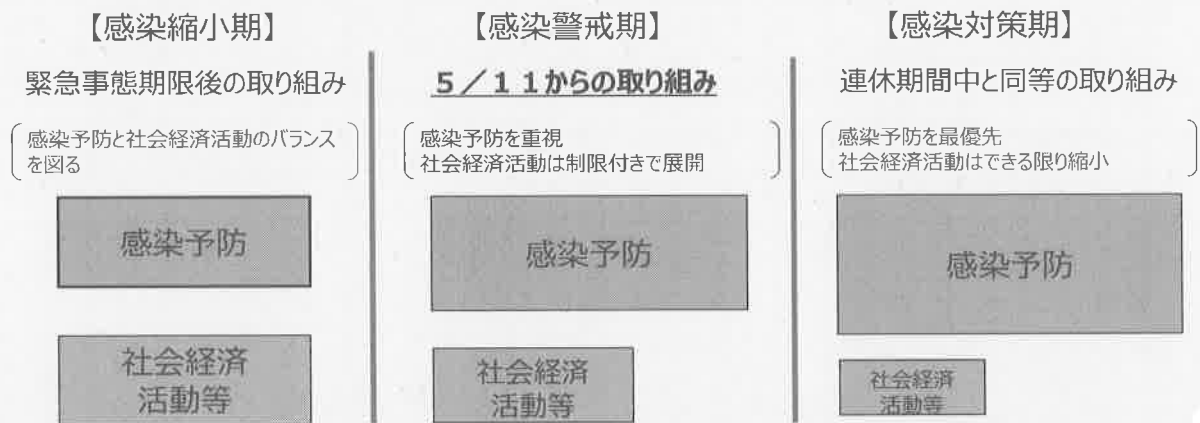 【感染縮小期】
緊急事態期限後の取り組み
感染予防と社会経済活動のバランス
を図る
感染予防
社会経済
活動等
【感染警戒期】
5／11からの取り組み
感染予防を重視
社会経済活動は制限付きで展開
感染予防
社会経済
活動等
【感染対策期】
連休期間中と同等の取り組み
感染予防を最優先
社会経済活動はできる限り縮小
感染予防
社会経済
活動等